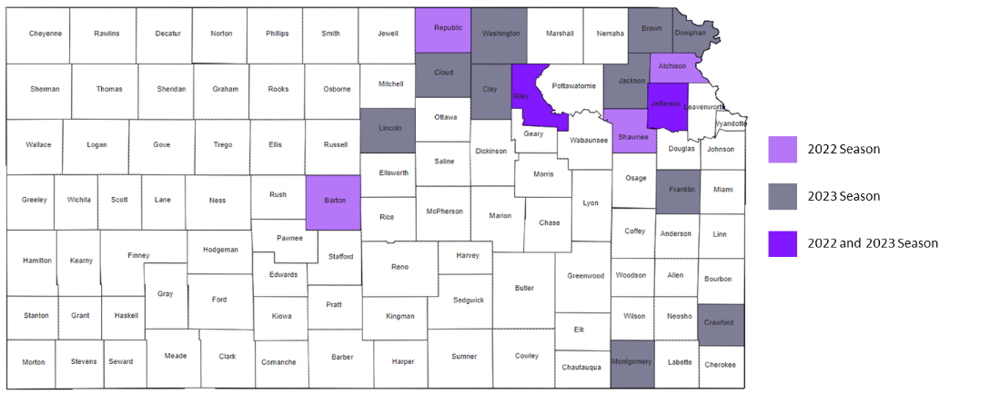 Cheyenne Rawlins Decatur Norton Phillips Smith Jewell Republic Washington Marshall Nemaha Brown Doniphan
Atchison
Sherman Thomas Sheridan Graham Rooks Osborne Mitchell Cloud Clay Riley Pottawatomie Jackson Jefferson Leavenworth
Wyandotte
Ottawa
Lincoln
Wallace Logan Gove Trego Ellis Russell Saline Dickinson Geary Wabaunsee Shawnee Douglas Johnson
2022 Season
Ellsworth Morris Osage
Greeley Wichita Scott Lane Ness Rush Barton Rice McPherson Marion Chase Lyon Franklin Miami
2023 Season
Pawnee Coffey Anderson Linn
Hamilton Kearny Finney Hodgeman Stafford Reno Harvey
2022 and 2023 Season
Edwards Greenwood Woodson Allen Bourbon
Gray Ford Sedgwick Butler
Pratt
Stanton Grant Haskell Kiowa Kingman Elk Wilson Neosho Crawford
Morton Stevens Seward Meade Clark Comanche Barber Harper Sumner Cowley Chautauqua Montgomery Labette Cherokee